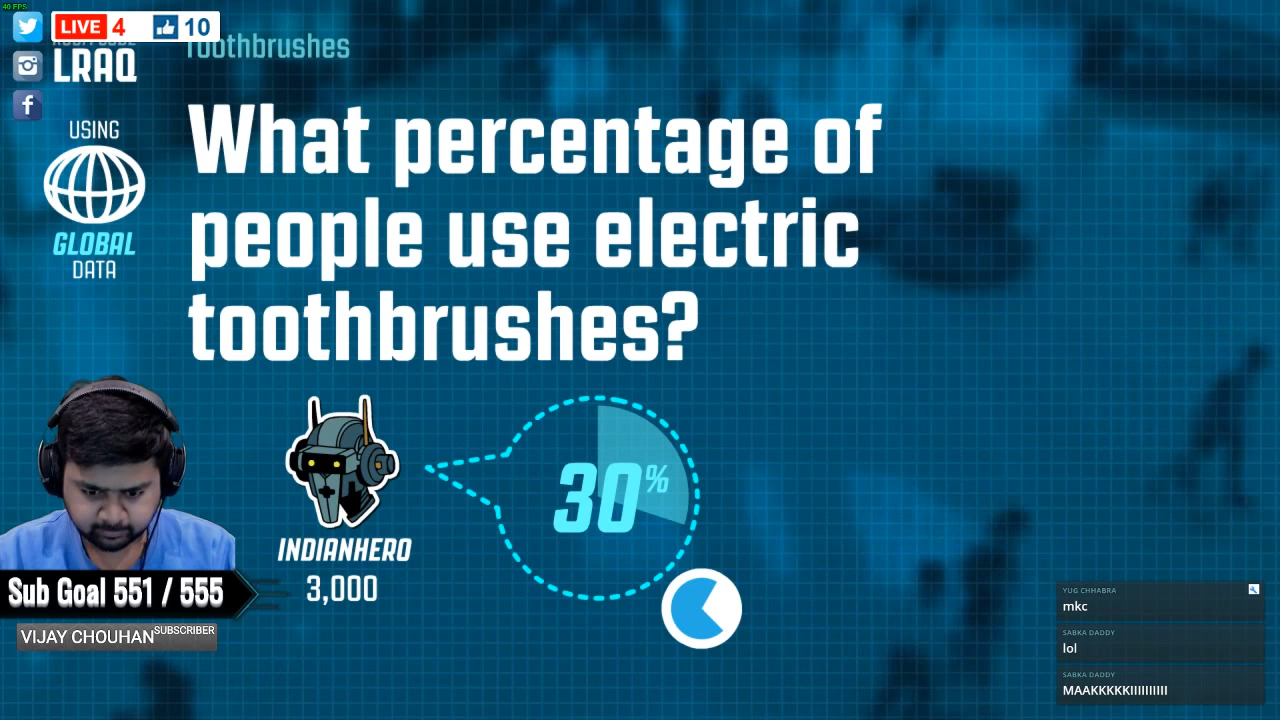 40 FPS
LIVE 4 10
LRAQ
Toothbrushes
USING
GLOBAL
DATA
What percentage of
people use electric
toothbrushes?
30%
INDIANHERO
3,000
Sub Goal 551 / 555
VIJAY CHOUHAN SUBSCRIBER
YUG CHHABRA
mkc
SABKA DADDY
lol
SABKA DADDY
MAAKKKKKIIIIIIIIII